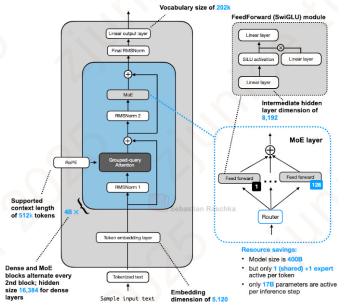 Vocabulary size of 202k
FeedForward (SwiGLU) module
Linear output layer
Final RMSNorm
Linear layer
SiLU activation
Linear layer
Linear layer
Intermediate hidden
layer dimension of
8,192
MoE
RMSNorm 2
MoE layer
RoPE
Grouped-query
Attention
RMSNorm 1
Feed forward
Feed forward
1
128
Router
Supported
context length
of 512k tokens
48 ×
Sebastian Raschka
Token embedding layer
Tokenized text
Sample input text
Dense and MoE
blocks alternate every
2nd block; hidden
size 16,384 for dense
layers
Embedding
dimension of 5,120
Resource savings:
• Model size is 400B
• but only 1 (shared) +1 expert
active per token
• only 17B parameters are active
per inference step